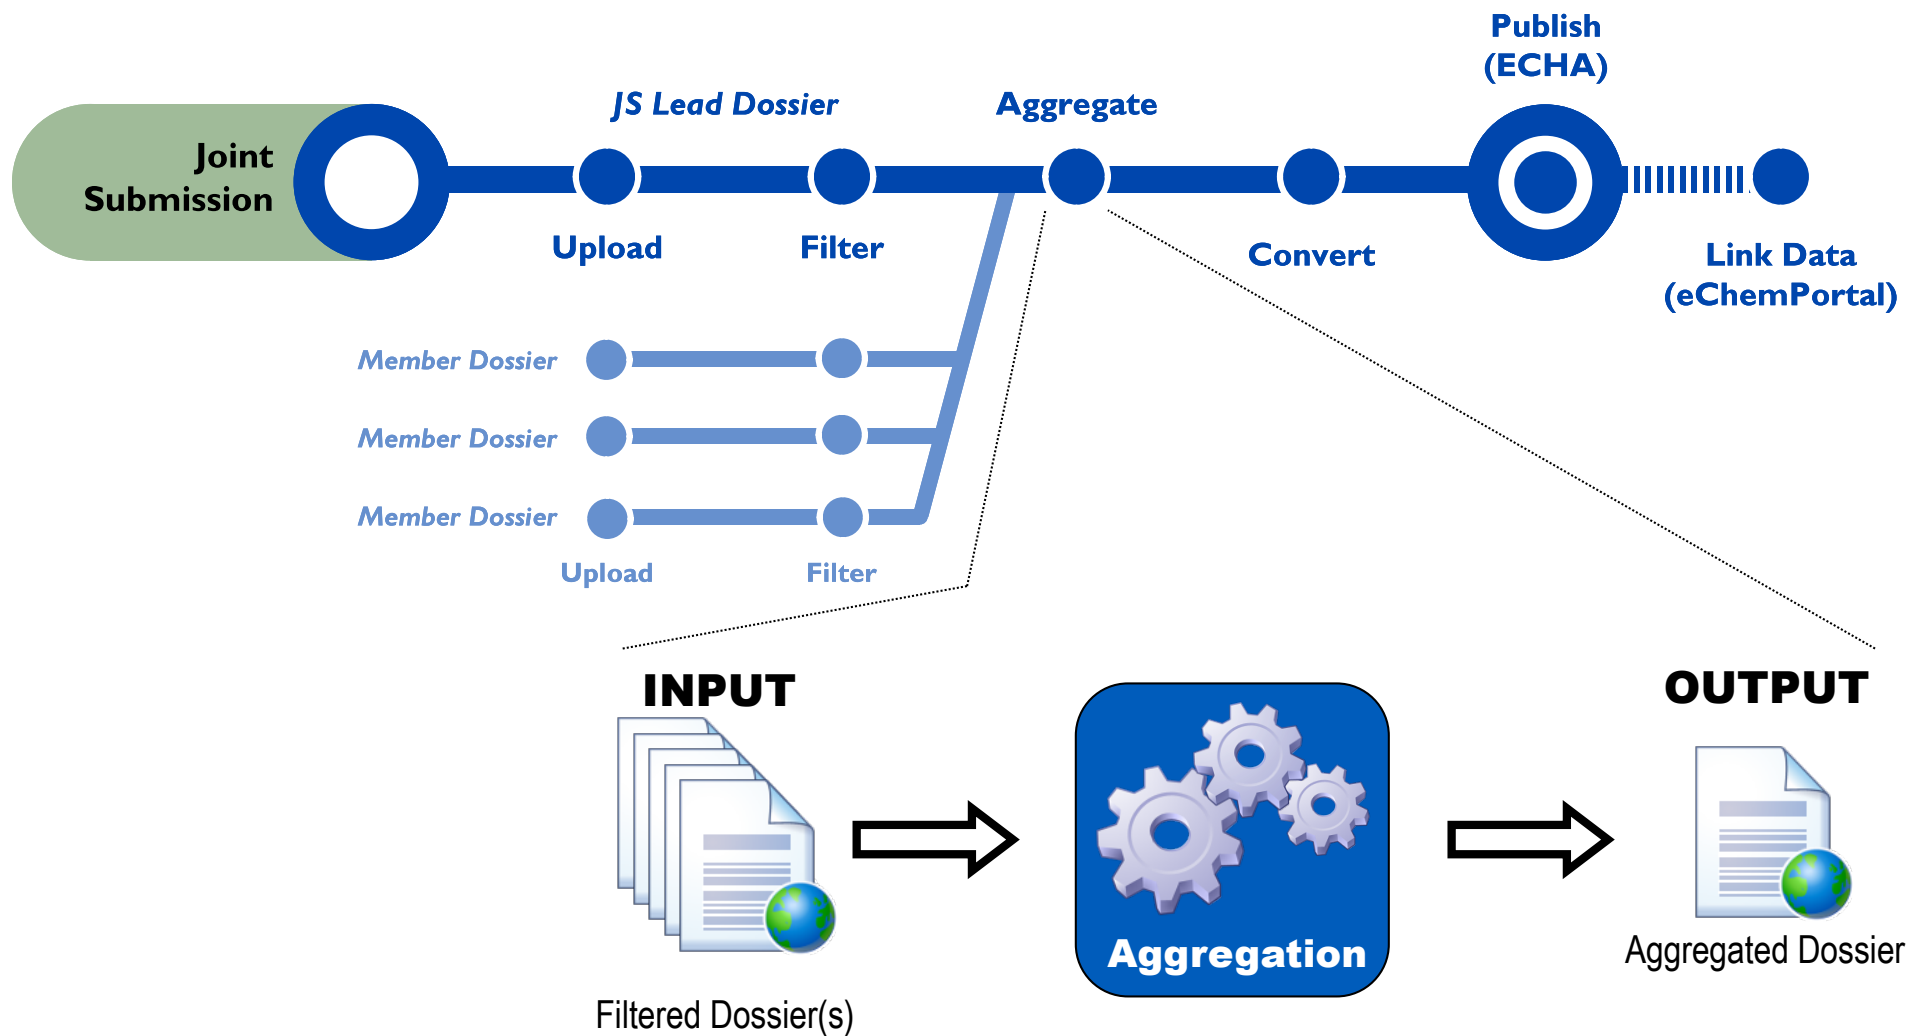 Publish
(ECHA)
JS Lead Dossier
Aggregate
Joint
Submission
Upload
Filter
Convert
Link Data
(eChemPortal)
Member Dossier
Member Dossier
Member Dossier
Upload
Filter
INPUT
OUTPUT
Aggregation
Aggregated Dossier
Filtered Dossier(s)